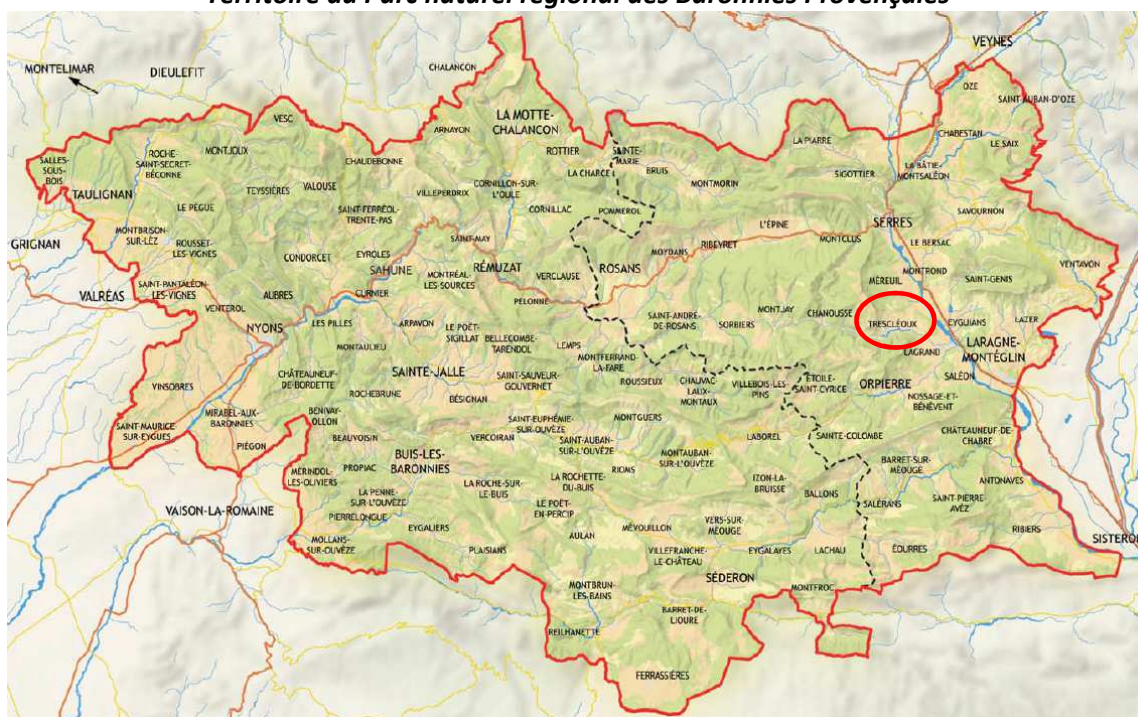 Territoire du Parc naturel régional des Baronnies Provençales
VEYNES
MONTELIMAR
DIEULEFIT
CHALANCON
OZE
SAINT-AUBAN-D'OZE
LA MOTTE-
CHALANCON
VESC
ARNAYON
CHABESTAN
LE SAIX
LA PIARRE
ROCHE-
SAINT-SECRET-
BÉCONNE
MONTJOUX
ROTTIER
SAINTE-
MARIE
SALLES-
SOUS-
BOIS
CHAUDEBONNE
LA CHARCE
BRUIS
LA BÂTIE-
MONTSALÉON
SIGOTTIER
TAULIGNAN
TEYSSIÈRES
VALOUSE
VILLEPERDRIX
CORNILLON-SUR-
L'OULE
MONTMORIN
LE PÈGUE
SAINT-FERRÉOL-
TRENTE-PAS
CORNILLAC
POMMEROL
SAVOURNON
SERRES
L'ÉPINE
MONTBRISON-
SUR-LEZ
GRIGNAN
ROUSSET-
LES-VIGNES
SAINT-MAY
RIBEYRET
MONTCLUS
LE BERSAC
CONDORCET
EYROLES
SAHUNE
MOYDANS
VENTAVON
RÉMUZAT
ROSANS
MONTRÉAL-
LES-SOURCES
VERCLAUSE
MONTROND
MÉREUIL
SAINT-GENIS
SAINT-PANTALÉON-
LES-VIGNES
CURNIER
AUBRES
VALRÉAS
VENTEROL
PELONNE
MONTJAY
CHANOUSSE
NYONS
LES PILLES
ARPAVON
LE POËT-
SIGILLAT
BELLECOMBE-
TARENDOL
SAINT-ANDRÉ-
DE-ROSANS
SORBIERS
TRESCLÉOUX
EYGUIANS
LAZER
MONTAULIEU
LEMPS
LARAGNE-
MONTÉGLIN
MONTFERRAND-
LA-FARE
LAGRAND
CHÂTEAUNEUF-
DE-BORDETTE
SAINTE-JALLE
SAINT-SAUVEUR-
GOUVERNET
ROUSSIEUX
CHAUVAC-
LAUX-
MONTAUX
VILLEBOIS-LES-
PINS
ÉTOILE-
SAINT-CYRICE
ORPIERRE
SALÉON
VINSOBRES
ROCHEBRUNE
BÉSIGNAN
NOSSAGE-ET-
BÉNÉVENT
MIRABEL-AUX-
BARONNIES
BENIVAY-
OLLON
SAINT-EUPHÉMIE-
SUR-OUVÈZE
MONTGUERS
SAINT-MAURICE-
SUR-EYGUES
PIÉGON
BEAUVOISIN
VERCOIRAN
SAINT-AUBAN-
SUR-L'OUVÈZE
LABOREL
SAINTE-COLOMBE
CHÂTEAUNEUF-DE-
CHABRE
BUIS-LES-
BARONNIES
MONTAUBAN-
SUR-L'OUVÈZE
RIOMS
BARRET-SUR-
MÉOUGE
MÉRINDOL-
LES-OLIVIERS
PROPIAC
LA ROCHE-SUR-
LE-BUIS
LA ROCHETTE-
DU-BUIS
IZON-LA-
BRUISSE
ANTONAVES
VAISON-LA-ROMAINE
LA PENNE-
SUR-L'OUVÈZE
LE POËT-
EN-PERCIP
BALLONS
SALÉRANS
SAINT-PIERRE-
AVEZ
PIERRELONGUE
EYGALIERS
MÉVOUILLON
VERS-SUR-
MÉOUGE
RIBIERS
AULAN
SISTERON
MOLLANS-
SUR-OUVÈZE
PLAISIANS
VILLEFRANCHE-
LE-CHÂTEAU
EYGALAYES
LACHAU
ÉOURRES
SÉDERON
MONTBRUN-
LES-BAINS
MONTFROC
BARRET-DE-
LIOURE
REILHANETTE
FERRASSIÈRES